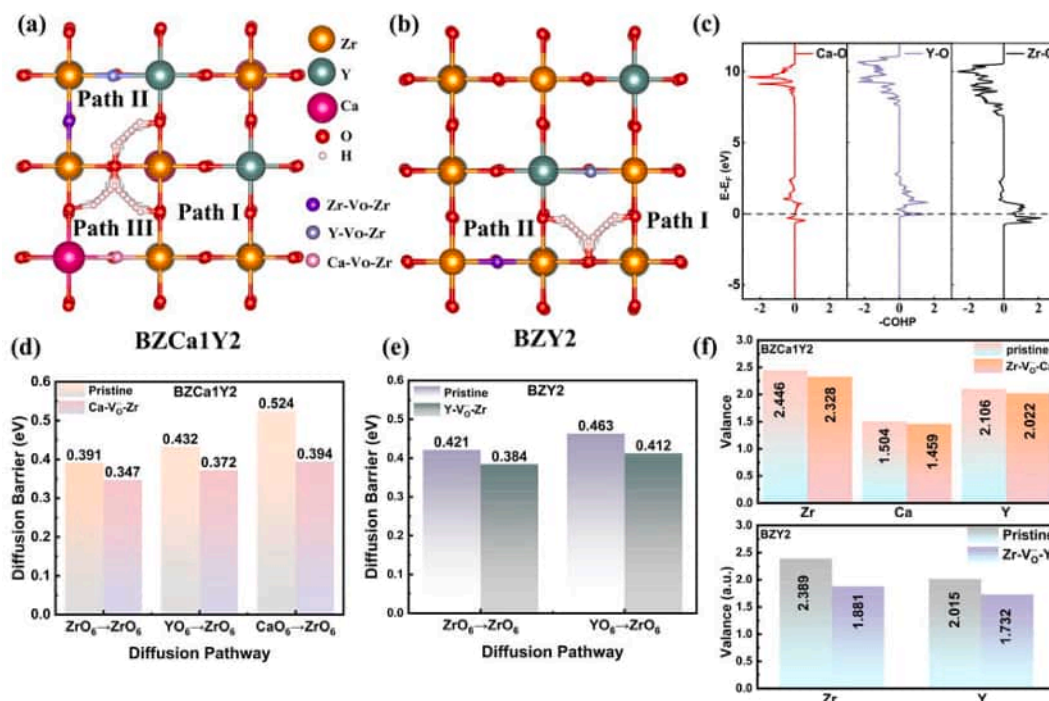 (a)
Path II
Path III
Path I
BZCa1Y2
Zr
Y
Ca
O
H
Zr-Vo-Zr
Y-Vo-Zr
Ca-Vo-Zr
(b)
Path II
Path I
BZY2
(c)
Ca-O
Y-O
E-E_F (eV)
10
5
0
-5
-2 0 2
-2 0 2
-2 0 2
-COHP
(d)
Pristine
Ca-V_O^¨-Zr
BZCa1Y2
Diffusion Barrier (eV)
0.6
0.5
0.4
0.3
0.2
0.1
0.0
0.391
0.347
0.432
0.372
0.524
0.394
ZrO₆→ZrO₆ YO₆→ZrO₆ CaO₆→ZrO₆
Diffusion Pathway
(e)
Pristine
BZY2
Y-V_O^¨-Zr
Diffusion Barrier (eV)
0.6
0.5
0.4
0.3
0.2
0.1
0.0
0.421
0.384
0.463
0.412
ZrO₆→ZrO₆ YO₆→ZrO₆
Diffusion Pathway
(f)
BZCa1Y2
pristine
Valance
3.0
2.5
2.0
1.5
1.0
0.5
0.0
2.446
2.328
1.504
1.459
2.106
2.022
Zr Ca Y
BZY2
Pristine
Valance (a.u.)
3.0
2.5
2.0
1.5
1.0
0.5
0.0
2.389
1.881
2.015
1.732
Zr Y